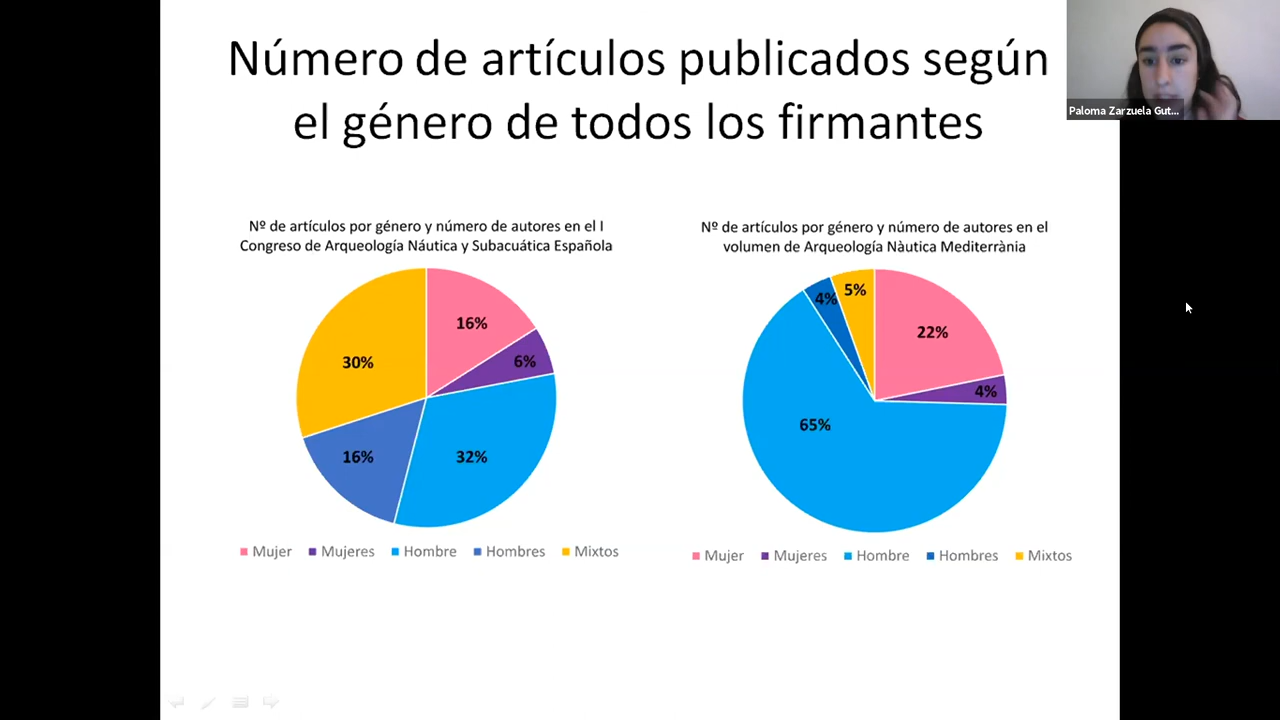 Número de artículos publicados según
el género de todos los firmantes
Paloma Zarzuela Gut...
Nº de artículos por género y número de autores en el I
Congreso de Arqueología Náutica y Subacuática Española
16%
6%
30%
16%
32%
Mujer Mujeres Hombre Hombres Mixtos
Nº de artículos por género y número de autores en el
volumen de Arqueología Nàutica Mediterrània
4%
5%
22%
4%
65%
Mujer Mujeres Hombre Hombres Mixtos